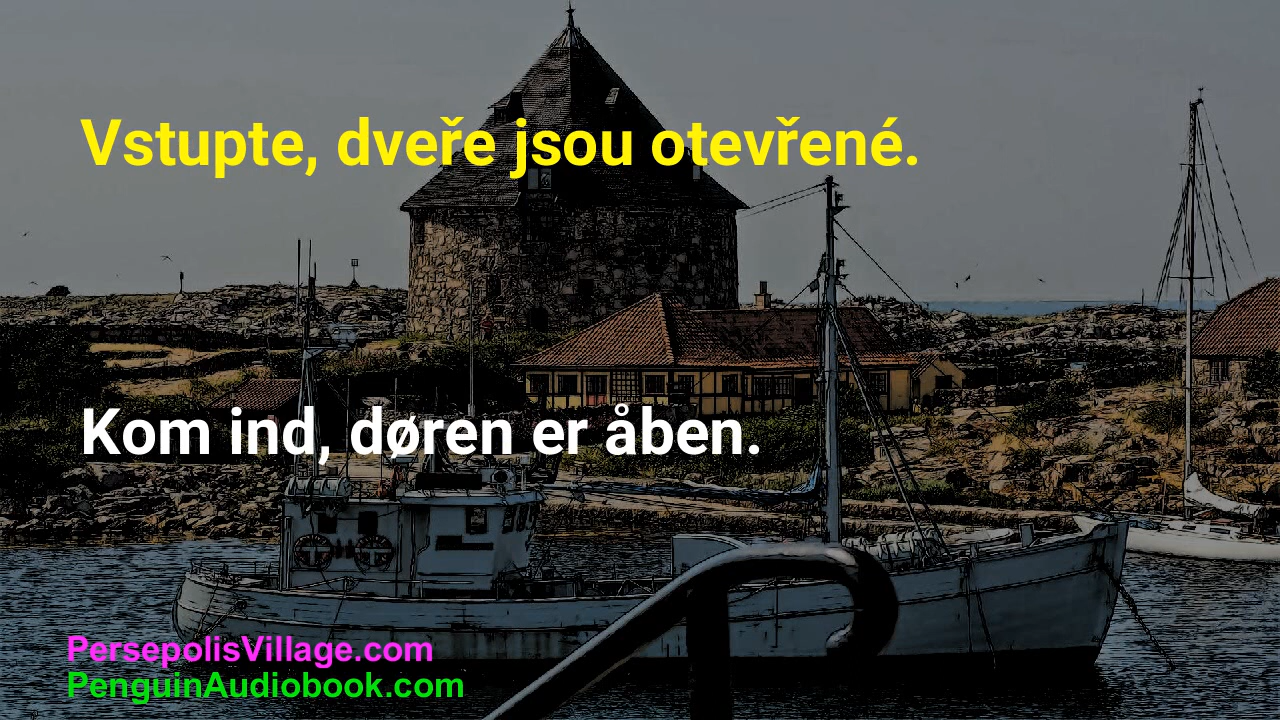 Vstupte, dveře jsou otevřené.
Kom ind, døren er åben.
PersepolisVillage.com
PenguinAudiobook.com